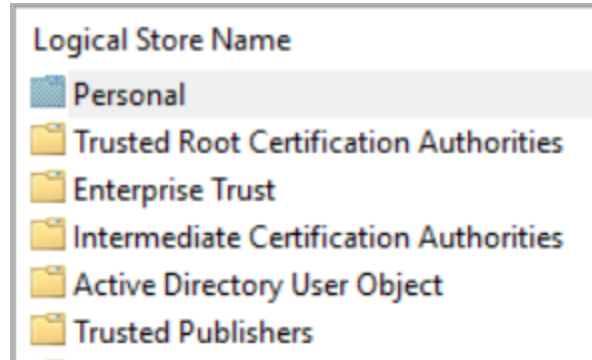 Logical Store Name
Personal
Trusted Root Certification Authorities
Enterprise Trust
Intermediate Certification Authorities
Active Directory User Object
Trusted Publishers